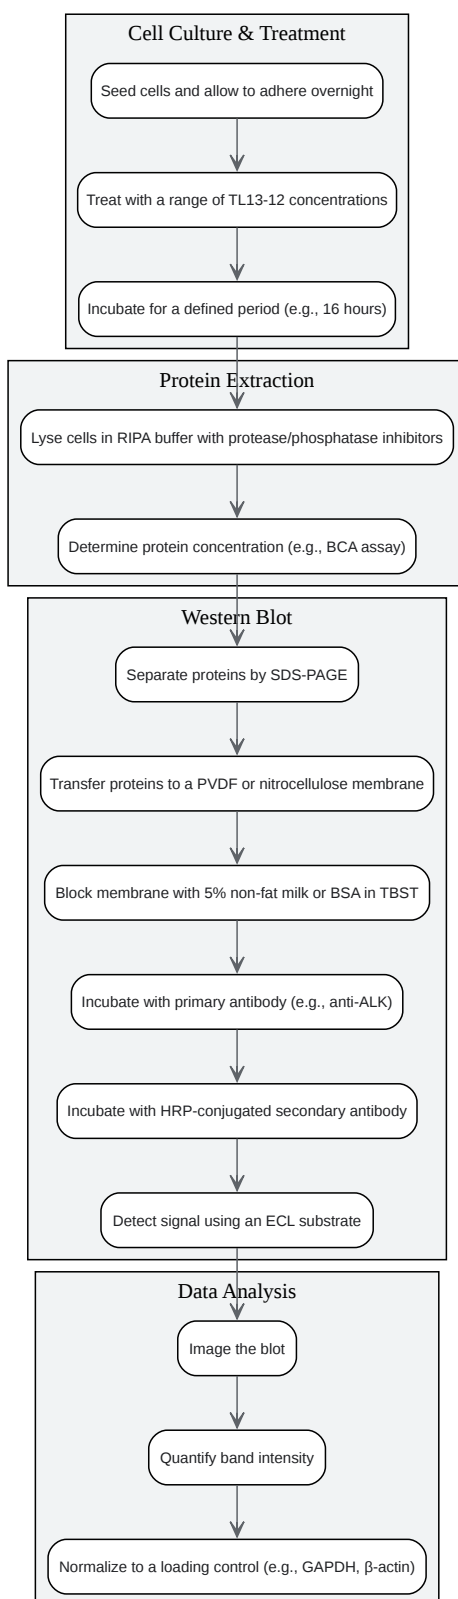 Cell Culture & Treatment
Seed cells and allow to adhere overnight
Treat with a range of TL13-12 concentrations
Incubate for a defined period (e.g., 16 hours)
Protein Extraction
Lyse cells in RIPA buffer with protease/phosphatase inhibitors
Determine protein concentration (e.g., BCA assay)
Western Blot
Separate proteins by SDS-PAGE
Transfer proteins to a PVDF or nitrocellulose membrane
Block membrane with 5% non-fat milk or BSA in TBST
Incubate with primary antibody (e.g., anti-ALK)
Incubate with HRP-conjugated secondary antibody
Detect signal using an ECL substrate
Data Analysis
Image the blot
Quantify band intensity
Normalize to a loading control (e.g., GAPDH, β-actin)